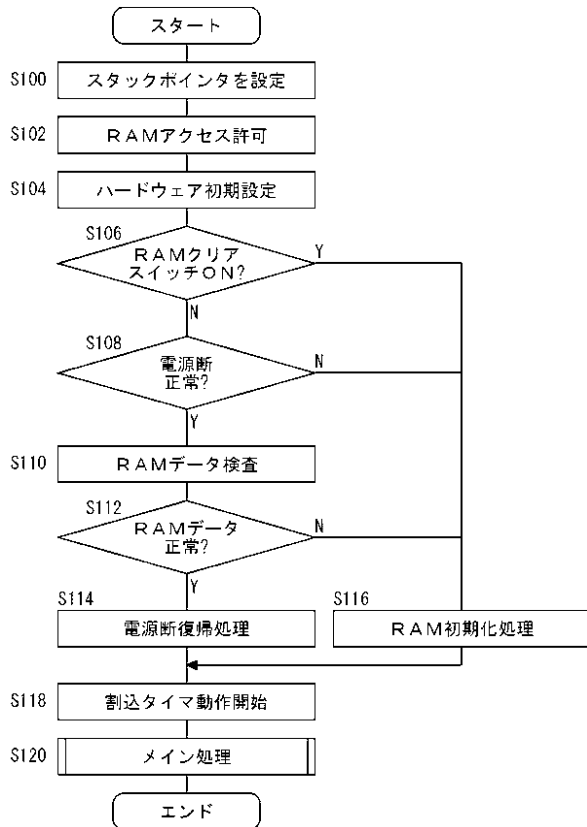 スタート
S100
スタックポインタを設定
S102
RAMアクセス許可
S104
ハードウェア初期設定
S106
RAMクリア
スイッチON?
Y
N
S108
電源断
正常?
N
Y
S110
RAMデータ検査
S112
RAMデータ
正常?
N
Y
S114
電源断復帰処理
S116
RAM初期化処理
S118
割込タイマ動作開始
S120
メイン処理
エンド